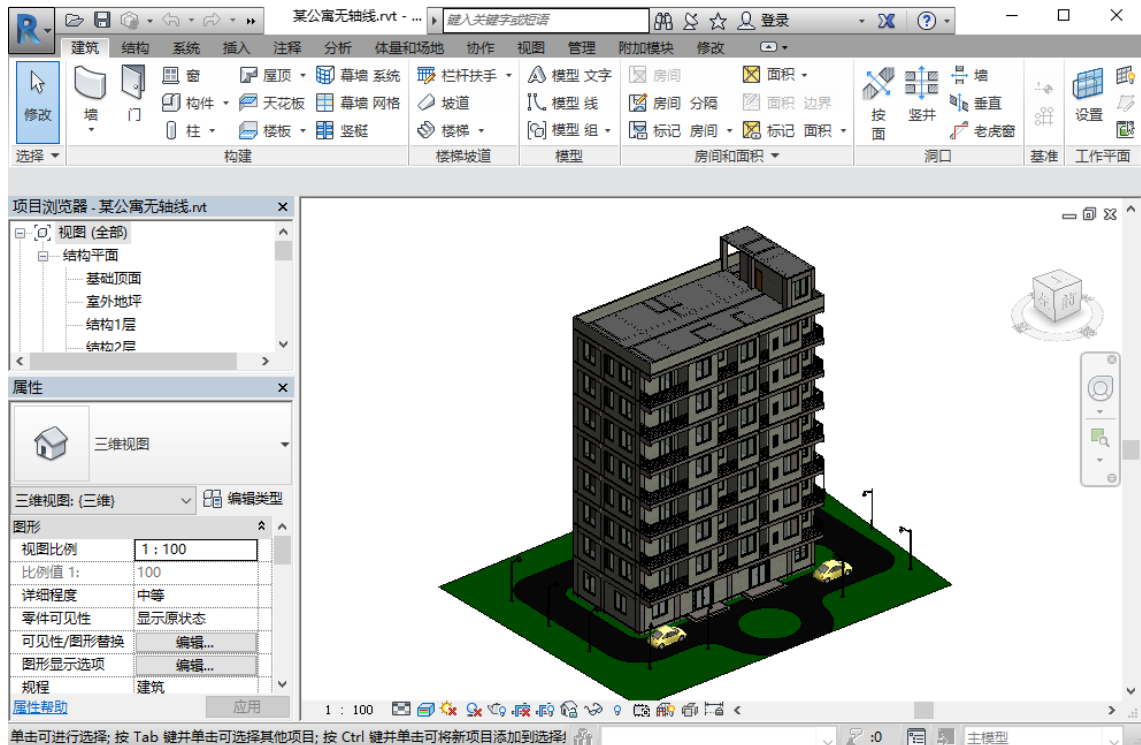 某公寓无轴线.rvt - ... 键入关键字或短语 登录
建筑 结构 系统 插入 注释 分析 体量和场地 协作 视图 管理 附加模块 修改
窗 屋顶 幕墙 系统 栏杆扶手 模型 文字 房间 面积 墙
修改 墙 门 构件 天花板 幕墙 网格 坡道 模型 线 房间 分隔 面积 边界 按面 竖井 垂直 设置
柱 楼板 竖梃 楼梯 模型 组 标记 房间 标记 面积 老虎窗
选择 构建 楼梯坡道 模型 房间和面积 洞口 基准 工作平面
项目浏览器 - 某公寓无轴线.rvt
视图 (全部)
结构平面
基础顶面
室外地坪
结构1层
结构2层
属性
三维视图
三维视图: {三维} 编辑类型
图形
视图比例 1 : 100
比例值 1: 100
详细程度 中等
零件可见性 显示原状态
可见性/图形替换 编辑...
图形显示选项 编辑...
规程 建筑
属性帮助 应用
前
1 : 100
单击可进行选择; 按 Tab 键并单击可选择其他项目; 按 Ctrl 键并单击可将新项目添加到选择 :0 主模型